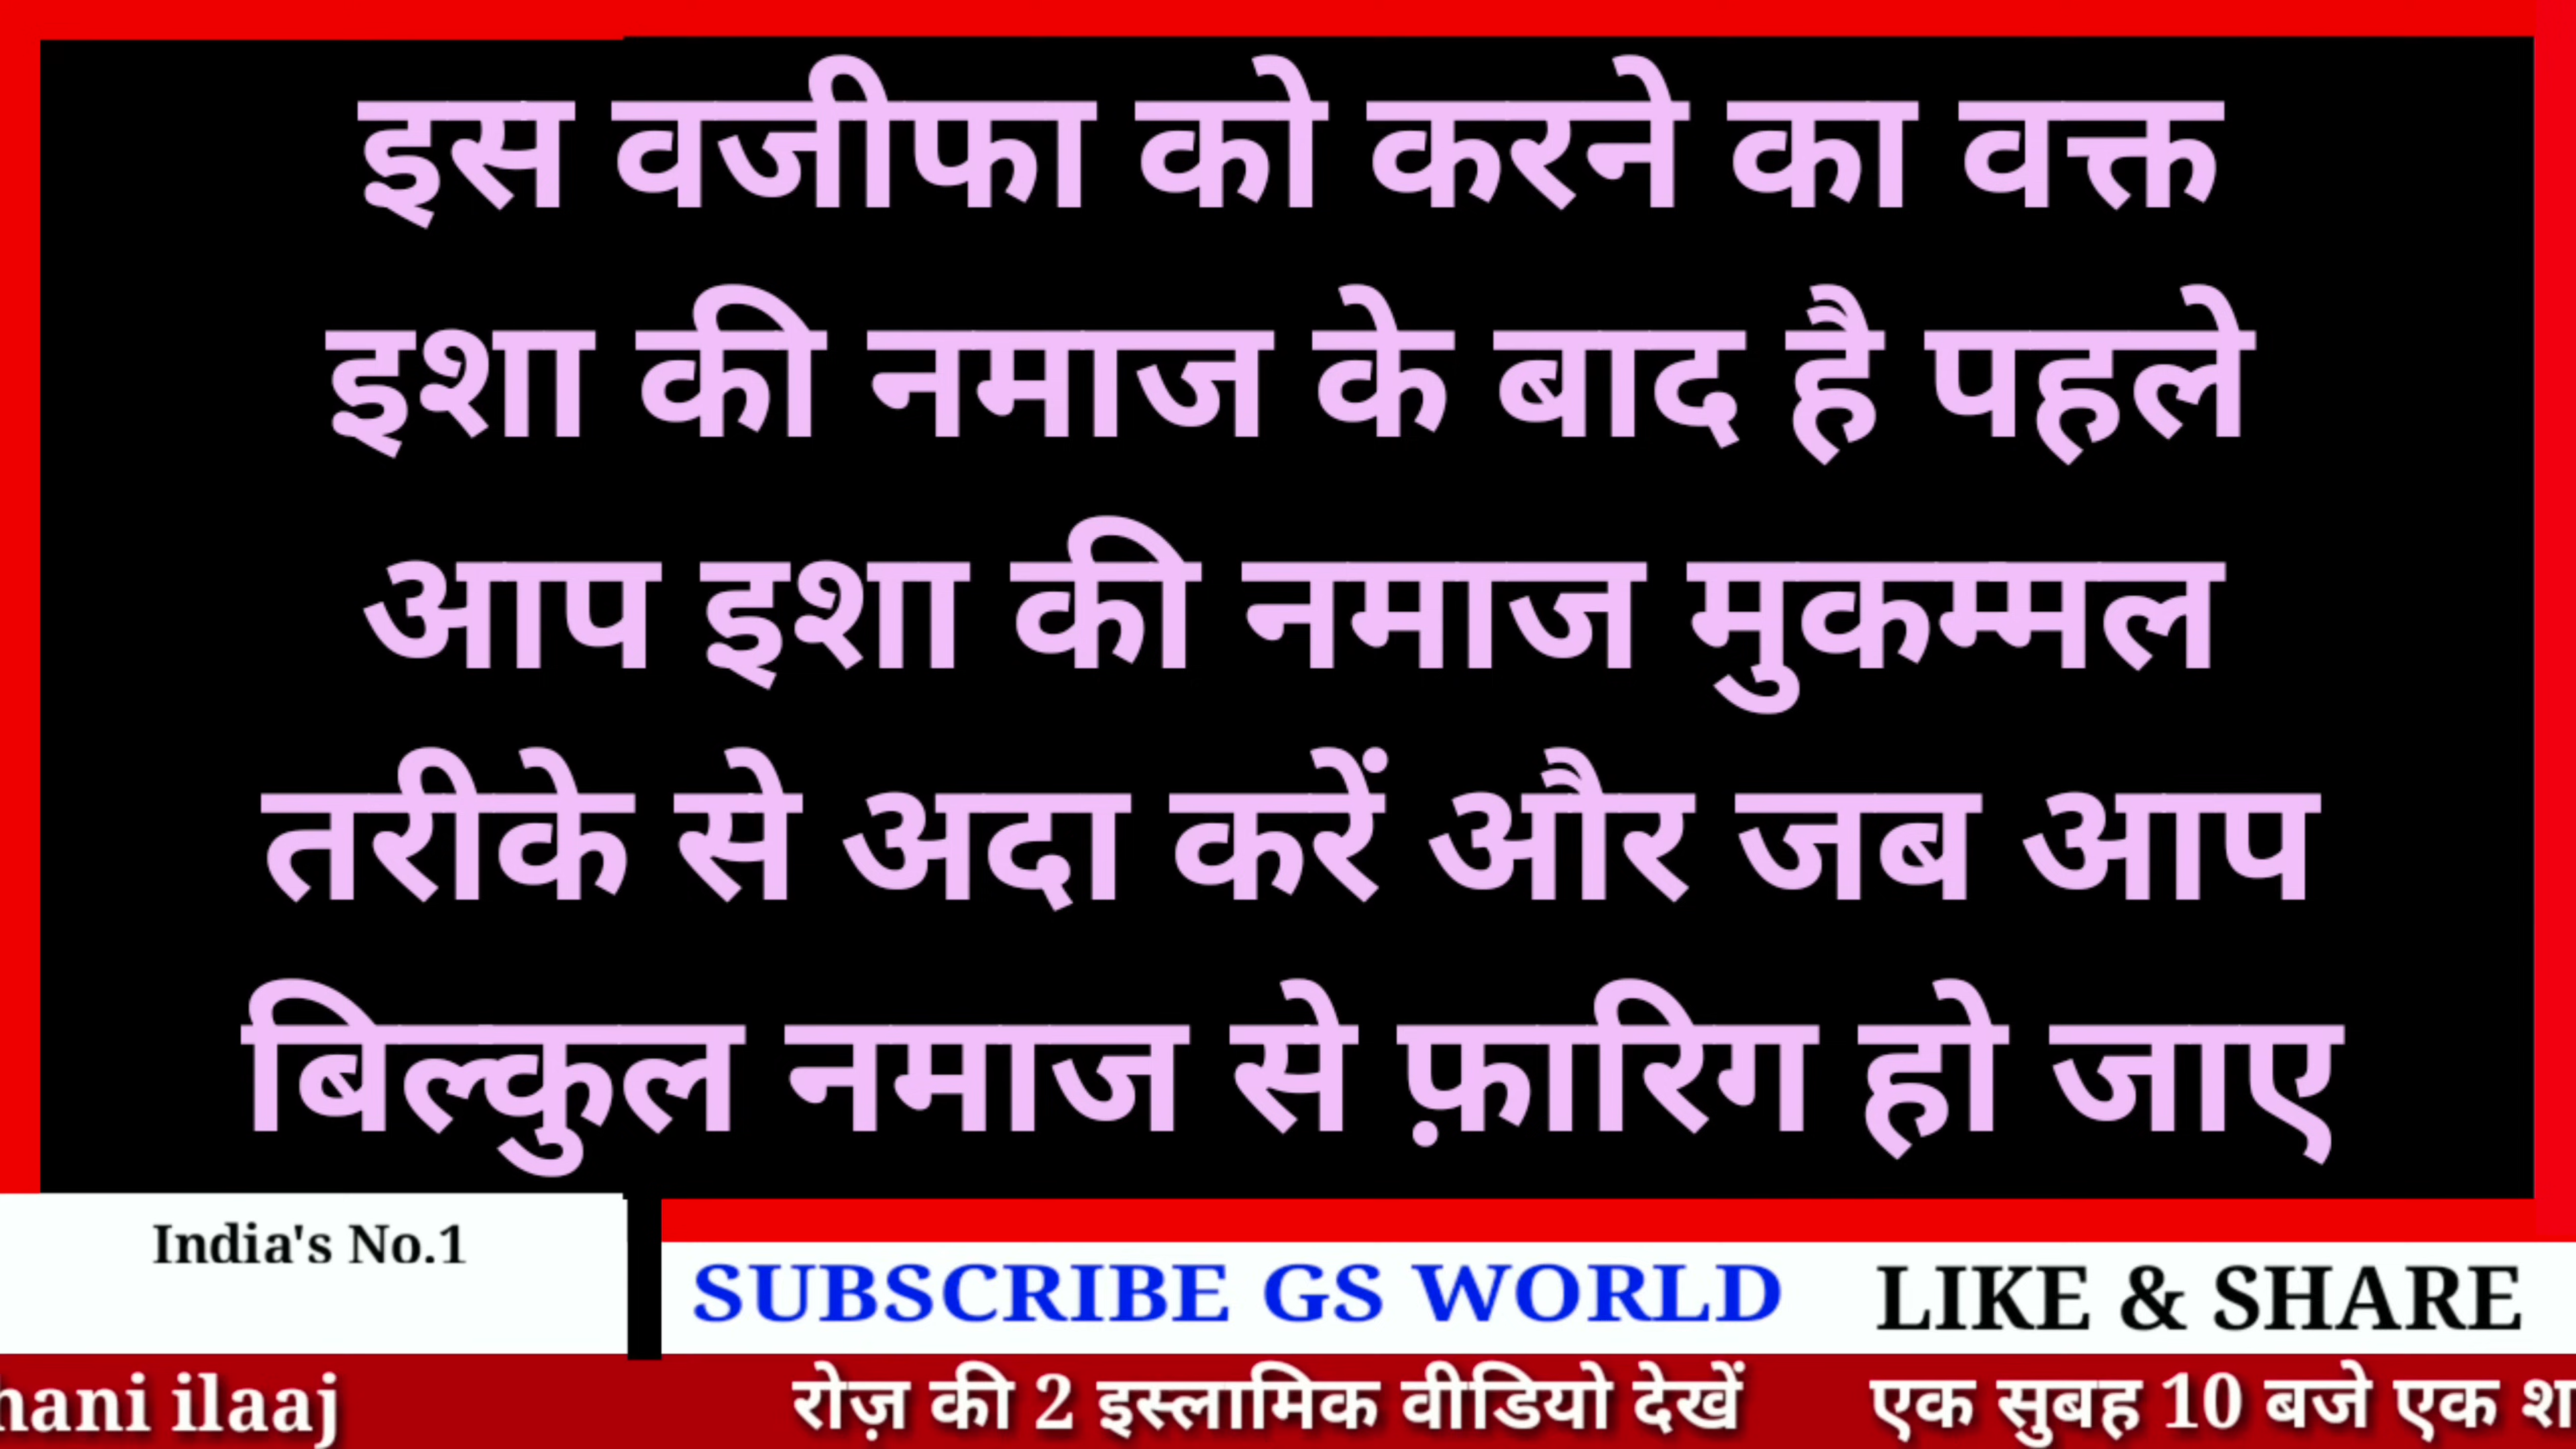 इस वजीफा को करने का वक्त
इशा की नमाज के बाद है पहले
आप इशा की नमाज मुकम्मल
तरीके से अदा करें और जब आप
बिल्कुल नमाज से फ़ारिग हो जाए
India's No.1
SUBSCRIBE GS WORLD LIKE & SHARE
ilaaj रोज़ की 2 इस्लामिक वीडियो देखें एक सुबह 10 बजे एक